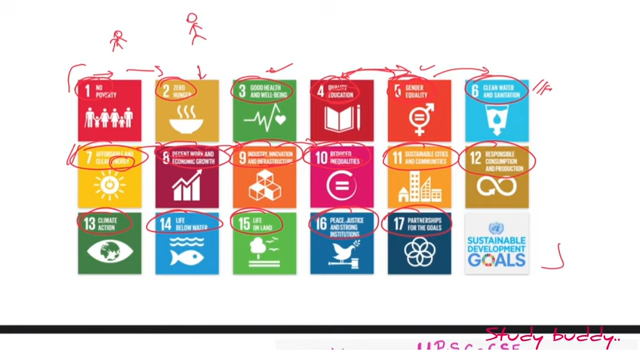 1 NO
POVERTY
2 ZERO
HUNGER
3 GOOD HEALTH
AND WELL-BEING
4 QUALITY
EDUCATION
5 GENDER
EQUALITY
6 CLEAN WATER
AND SANITATION
7 AFFORDABLE AND
CLEAN ENERGY
8 DECENT WORK AND
ECONOMIC GROWTH
9 INDUSTRY, INNOVATION
AND INFRASTRUCTURE
10 REDUCED
INEQUALITIES
11 SUSTAINABLE CITIES
AND COMMUNITIES
12 RESPONSIBLE
CONSUMPTION
AND PRODUCTION
13 CLIMATE
ACTION
14 LIFE
BELOW WATER
15 LIFE
ON LAND
16 PEACE, JUSTICE
AND STRONG
INSTITUTIONS
17 PARTNERSHIPS
FOR THE GOALS
SUSTAINABLE
DEVELOPMENT
GOALS
Study buddy..
UPSC-CSE